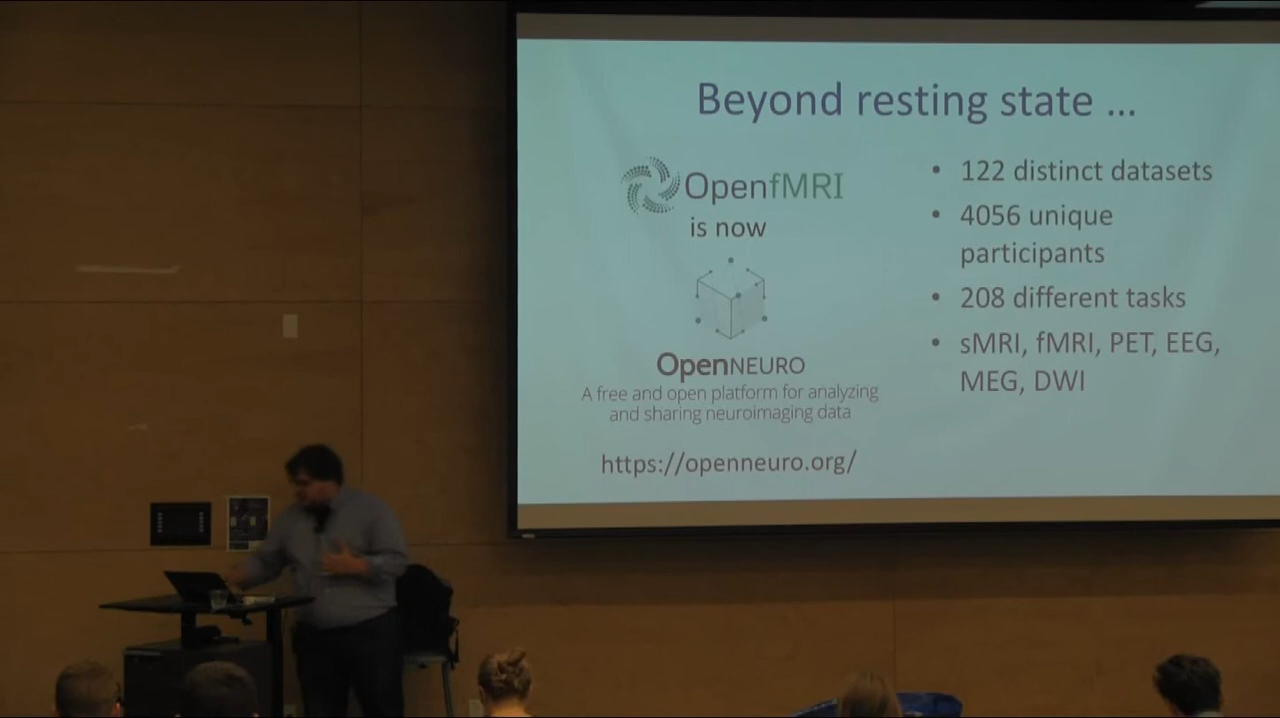 Beyond resting state ...
OpenfMRI
is now
OpenNEURO
A free and open platform for analyzing
and sharing neuroimaging data
https://openneuro.org/
• 122 distinct datasets
• 4056 unique
participants
• 208 different tasks
• sMRI, fMRI, PET, EEG,
MEG, DWI